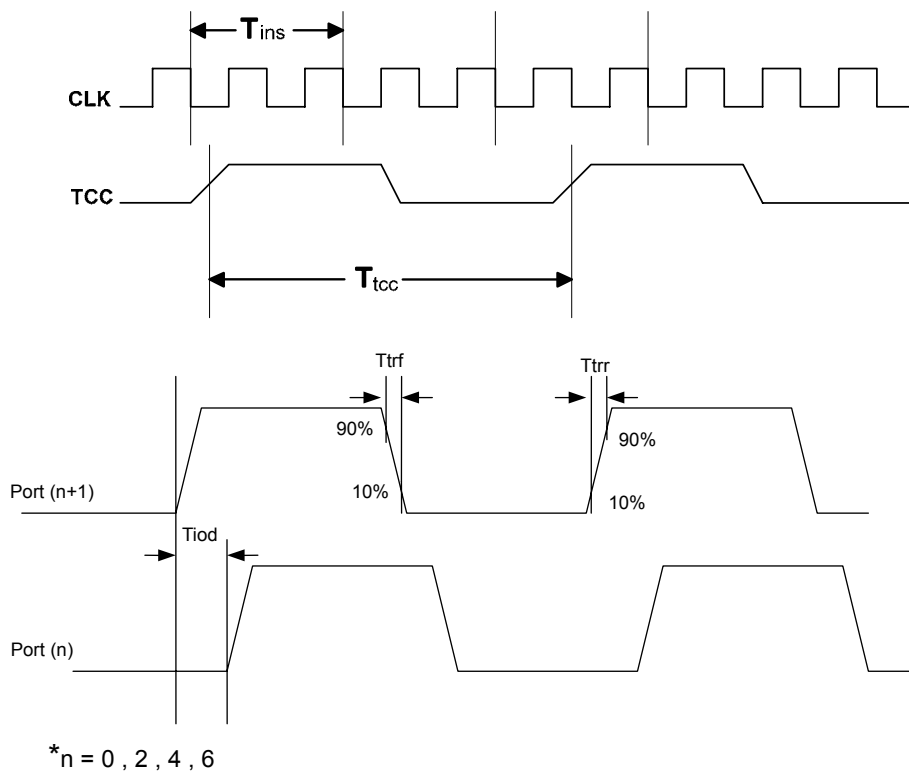 Tins
CLK
TCC
Ttcc
Ttrf
Ttrr
90%
90%
10%
10%
Port (n+1)
Tiod
Port (n)
*n = 0 , 2 , 4 , 6